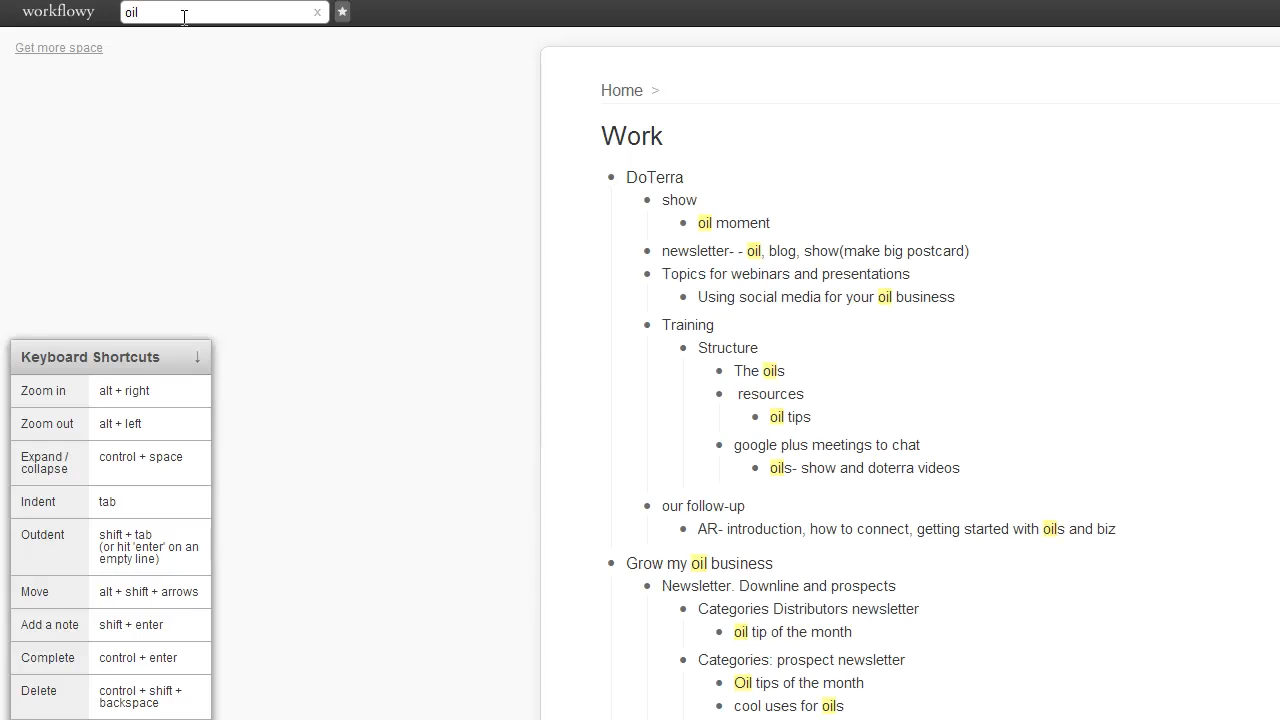 workflowy
oil
x
Get more space
Home >
Work
DoTerra
show
oil moment
newsletter- - oil, blog, show(make big postcard)
Topics for webinars and presentations
Using social media for your oil business
Training
Structure
The oils
resources
oil tips
google plus meetings to chat
oils- show and doterra videos
our follow-up
AR- introduction, how to connect, getting started with oils and biz
Grow my oil business
Newsletter. Downline and prospects
Categories Distributors newsletter
oil tip of the month
Categories: prospect newsletter
Oil tips of the month
cool uses for oils
Keyboard Shortcuts ↓
Zoom in alt + right
Zoom out alt + left
Expand / control + space
collapse
Indent tab
Outdent shift + tab
(or hit 'enter' on an
empty line)
Move alt + shift + arrows
Add a note shift + enter
Complete control + enter
Delete control + shift +
backspace